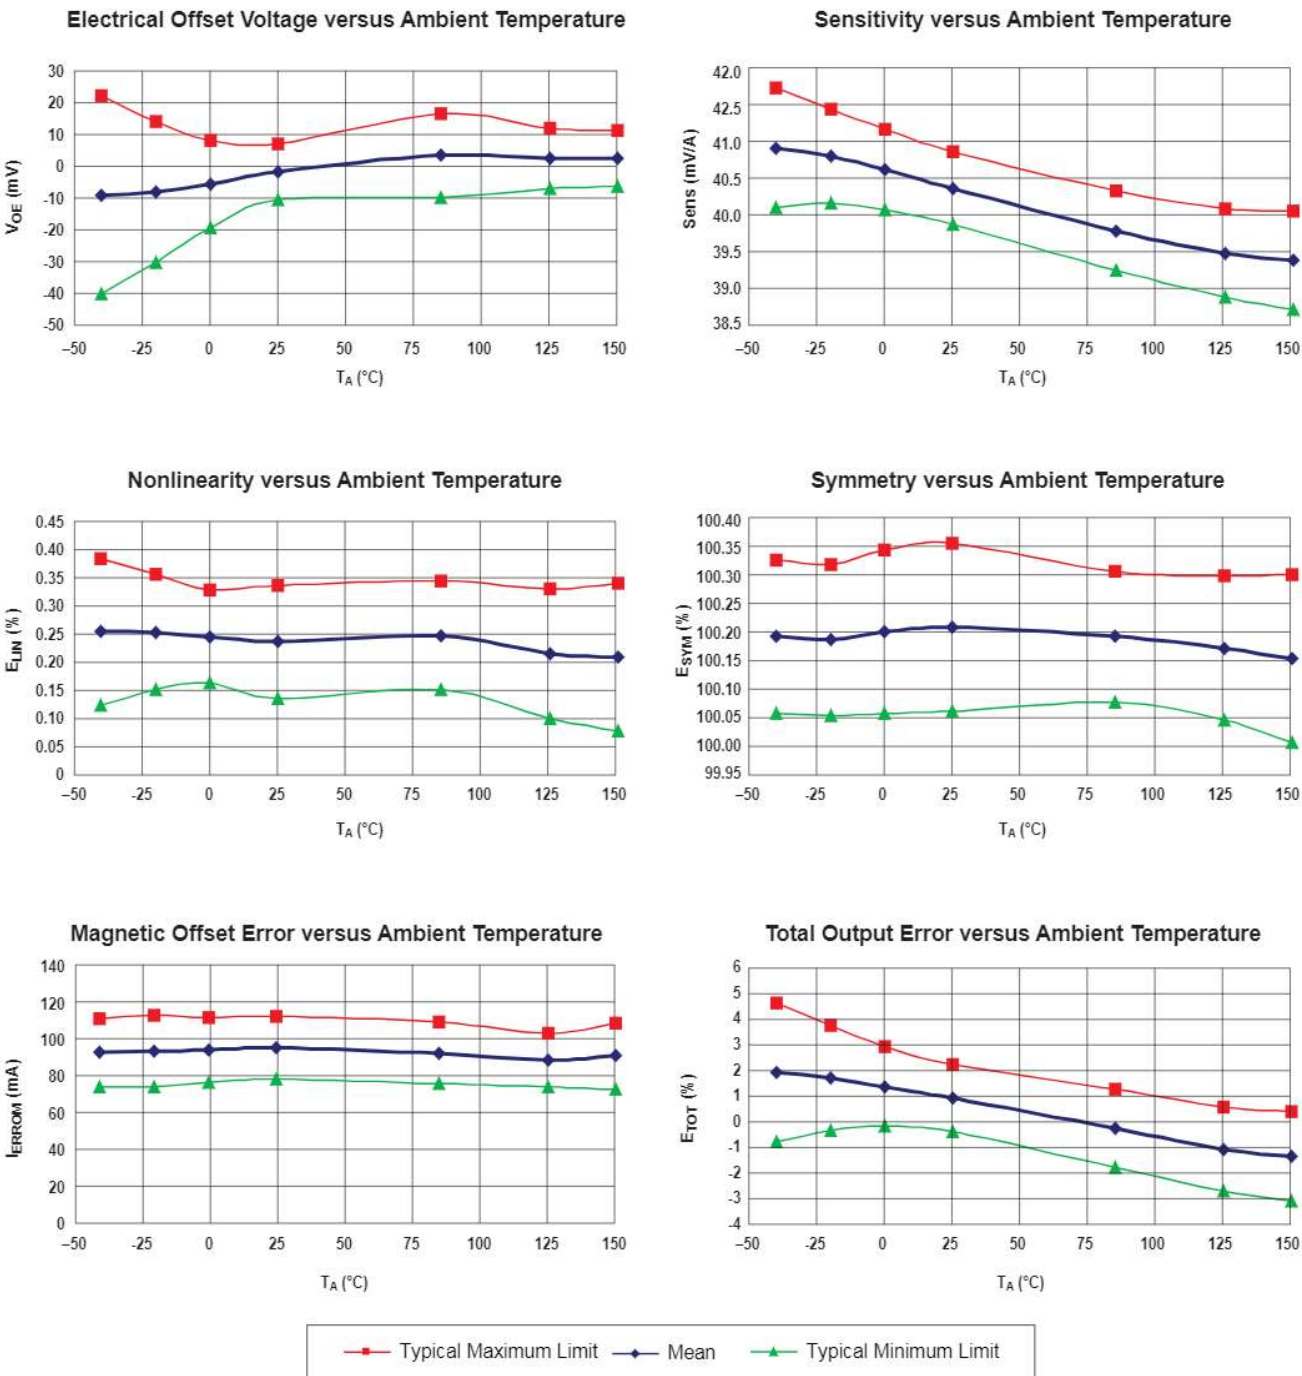 Electrical Offset Voltage versus Ambient Temperature
30
20
10
0
-10
-20
-30
-40
-50
VOE (mV)
–50 -25 0 25 50 75 100 125 150
TA (°C)
Sensitivity versus Ambient Temperature
42.0
42.5
41.0
40.5
40.0
39.5
39.0
38.5
Sens (mV/A)
–50 -25 0 25 50 75 100 125 150
TA (°C)
Nonlinearity versus Ambient Temperature
0.45
0.40
0.35
0.30
0.25
0.20
0.15
0.10
0.05
0
ELIN (%)
–50 -25 0 25 50 75 100 125 150
TA (°C)
Symmetry versus Ambient Temperature
100.40
100.35
100.30
100.25
100.20
100.15
100.10
100.05
100.00
99.95
ESYM (%)
–50 -25 0 25 50 75 100 125 150
TA (°C)
Magnetic Offset Error versus Ambient Temperature
140
120
100
80
60
40
20
0
IERROM (mA)
–50 -25 0 25 50 75 100 125 150
TA (°C)
Total Output Error versus Ambient Temperature
6
5
4
3
2
1
0
-1
-2
-3
-4
ETOT (%)
–50 -25 0 25 50 75 100 125 150
TA (°C)
Typical Maximum Limit Mean Typical Minimum Limit